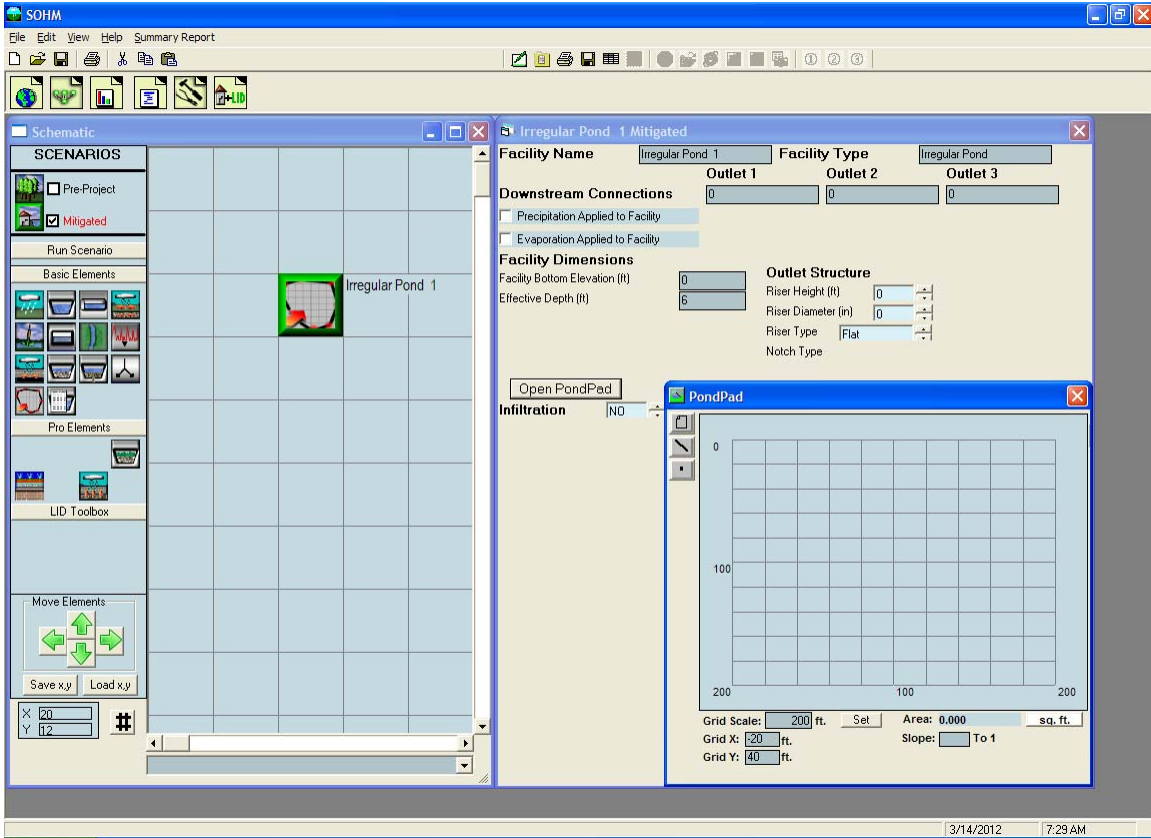 SOHM
File Edit View Help Summary Report
① ② ③
+LID
Schematic
SCENARIOS
Pre-Project
Mitigated
Run Scenario
Basic Elements
Pro Elements
LID Toolbox
Move Elements
Save x,y Load x,y
X 20
Y 12
#
Irregular Pond 1
Irregular Pond 1 Mitigated
Facility Name Irregular Pond 1 Facility Type Irregular Pond
Outlet 1 Outlet 2 Outlet 3
Downstream Connections 0 0 0
Precipitation Applied to Facility
Evaporation Applied to Facility
Facility Dimensions
Facility Bottom Elevation (ft) 0
Effective Depth (ft) 6
Outlet Structure
Riser Height (ft) 0
Riser Diameter (in) 0
Riser Type Flat
Notch Type
Open PondPad
Infiltration NO
PondPad
0
100
200 100 200
Grid Scale: 200 ft. Set Area: 0.000 sq. ft.
Grid X: -20 ft. Slope: To 1
Grid Y: 40 ft.
3/14/2012 7:29 AM